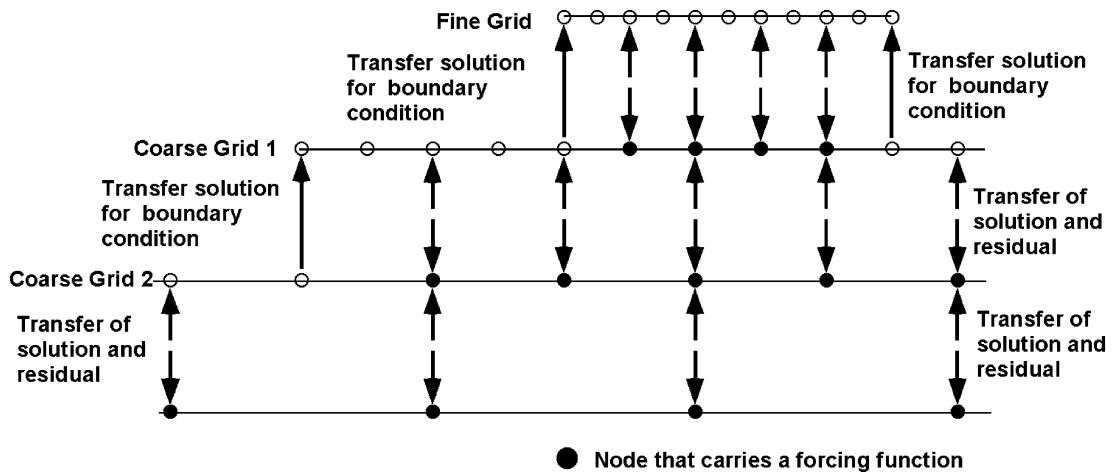 Fine Grid
Transfer solution
for boundary
condition
Transfer solution
for boundary
condition
Coarse Grid 1
Transfer solution
for boundary
condition
Transfer of
solution and
residual
Coarse Grid 2
Transfer of
solution and
residual
Transfer of
solution and
residual
Node that carries a forcing function